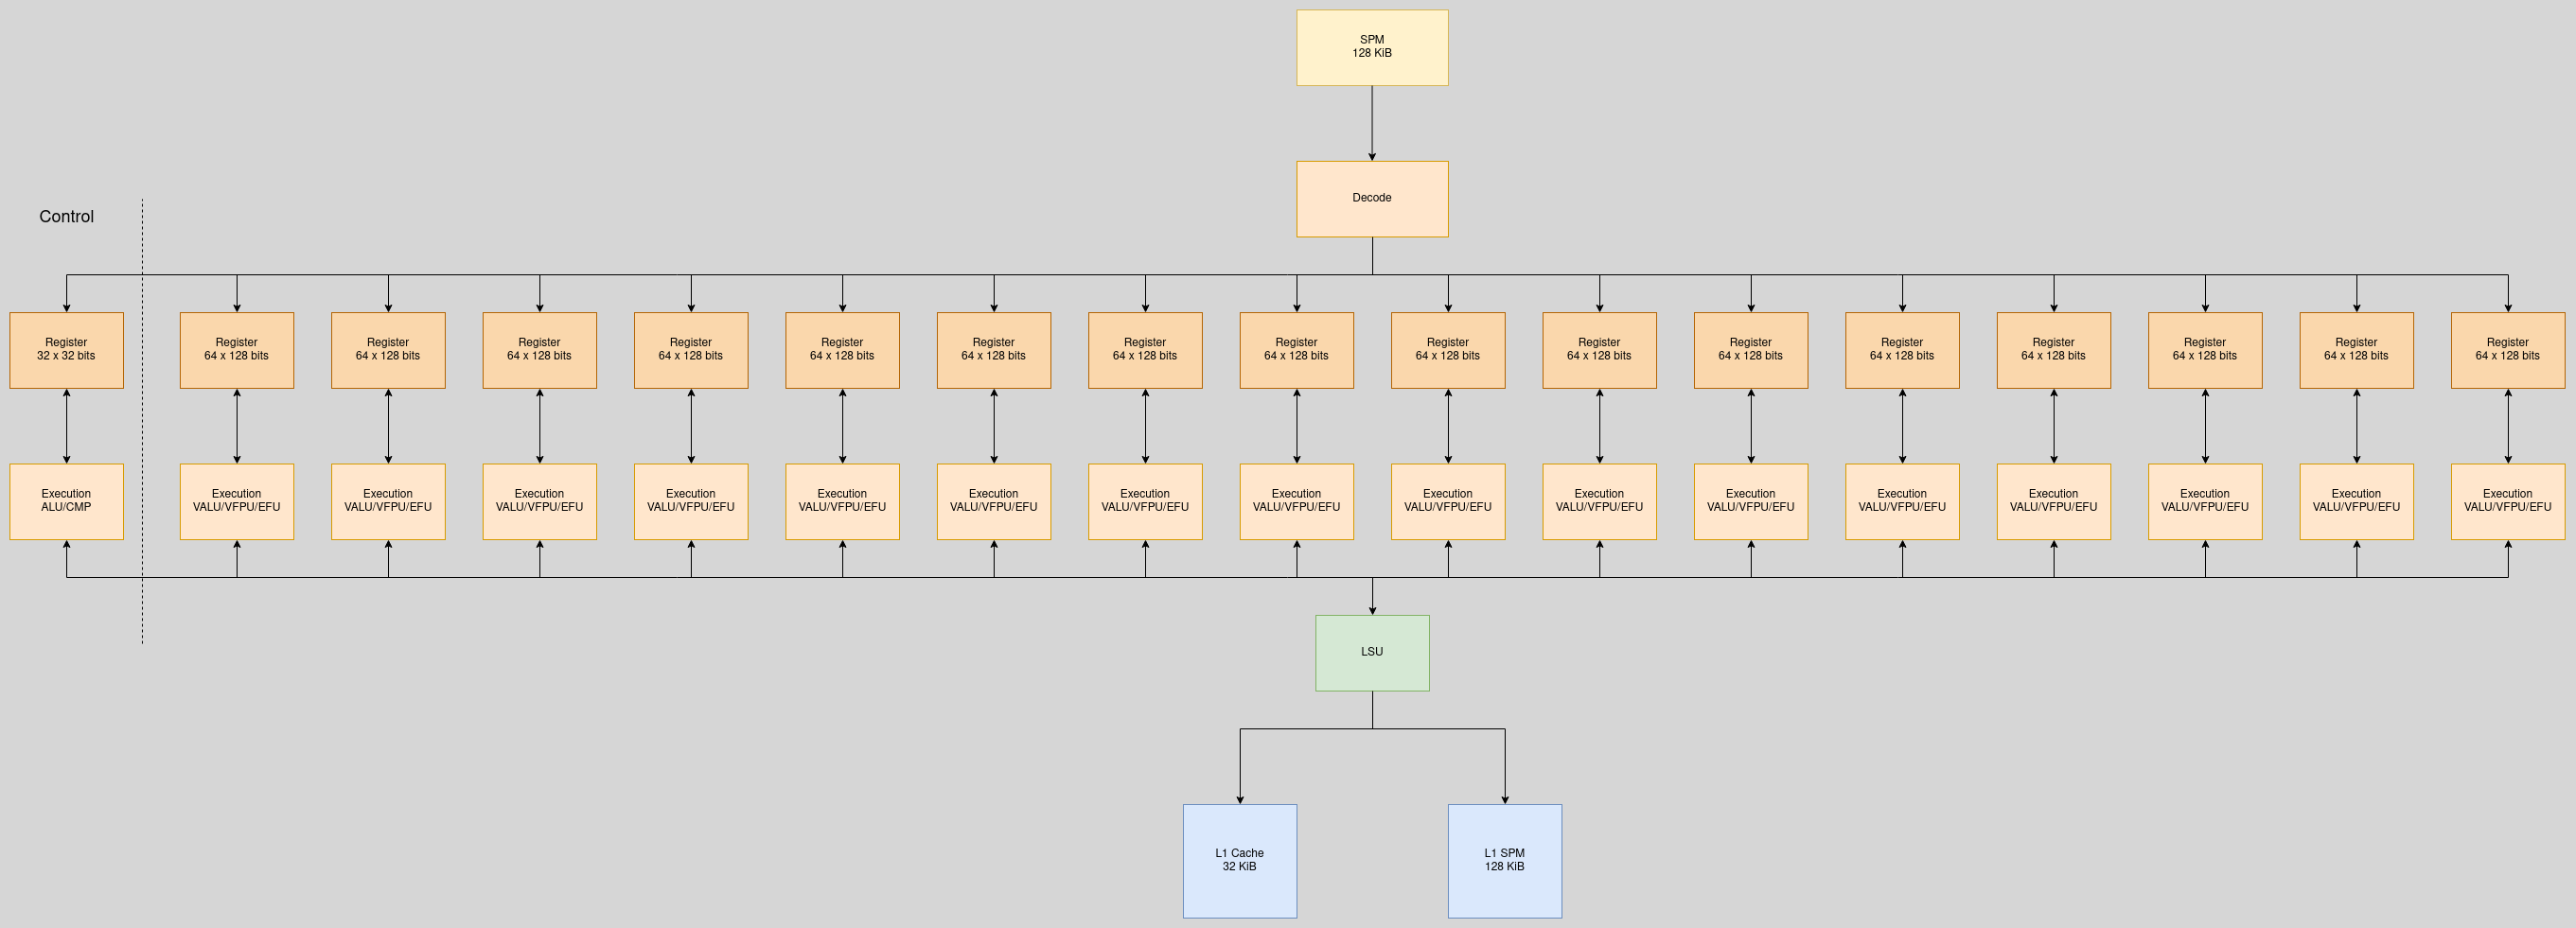 SPM
128 KiB
Decode
Control
Register
32 x 32 bits
Register
64 x 128 bits
Register
64 x 128 bits
Register
64 x 128 bits
Register
64 x 128 bits
Register
64 x 128 bits
Register
64 x 128 bits
Register
64 x 128 bits
Register
64 x 128 bits
Register
64 x 128 bits
Register
64 x 128 bits
Register
64 x 128 bits
Register
64 x 128 bits
Register
64 x 128 bits
Register
64 x 128 bits
Register
64 x 128 bits
Register
64 x 128 bits
Execution
ALU/CMP
Execution
VALU/VFPU/EFU
Execution
VALU/VFPU/EFU
Execution
VALU/VFPU/EFU
Execution
VALU/VFPU/EFU
Execution
VALU/VFPU/EFU
Execution
VALU/VFPU/EFU
Execution
VALU/VFPU/EFU
Execution
VALU/VFPU/EFU
Execution
VALU/VFPU/EFU
Execution
VALU/VFPU/EFU
Execution
VALU/VFPU/EFU
Execution
VALU/VFPU/EFU
Execution
VALU/VFPU/EFU
Execution
VALU/VFPU/EFU
Execution
VALU/VFPU/EFU
Execution
VALU/VFPU/EFU
LSU
L1 Cache
32 KiB
L1 SPM
128 KiB